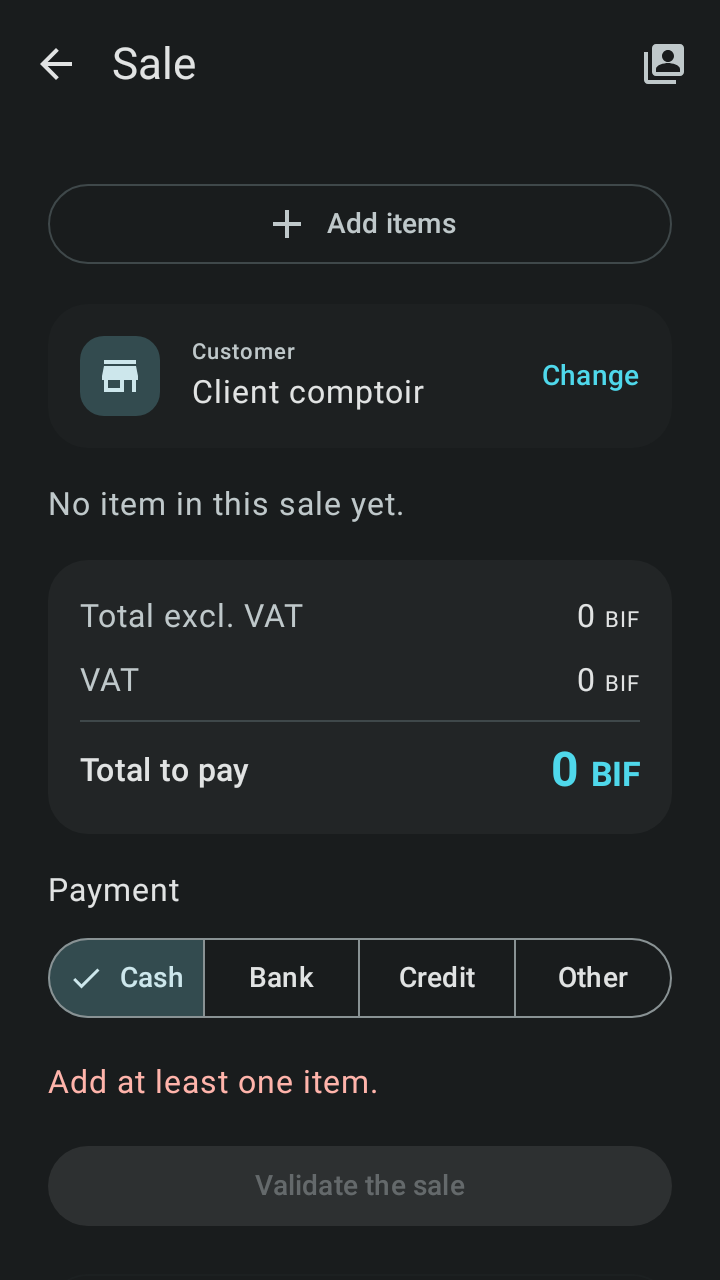 Sale
Add items
Customer
Client comptoir
Change
No item in this sale yet.
Total excl. VAT 0 BIF
VAT 0 BIF
Total to pay 0 BIF
Payment
Cash Bank Credit Other
Add at least one item.
Validate the sale